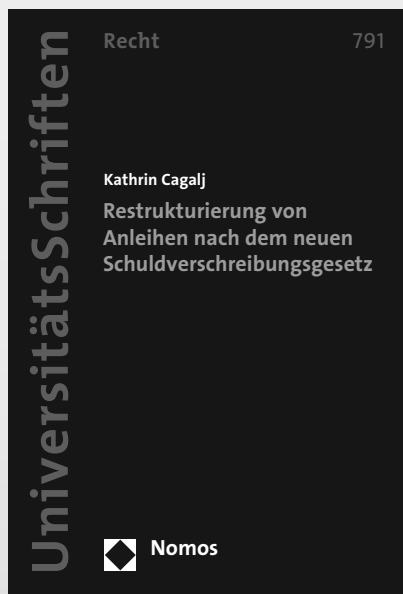 UniversitätsSchriften
Recht 791
Kathrin Cagalj
Restrukturierung von
Anleihen nach dem neuen
Schuldverschreibungsgesetz
Nomos